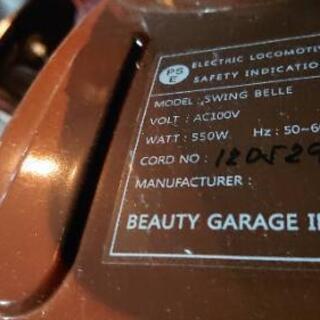 PS
E
ELECTRIC LOCOMOTIV
SAFETY INDICATION
MODEL : SWING BELLE
VOLT : AC100V
WATT : 550W Hz : 50~6
CORD NO : 120529
MANUFACTURER :
BEAUTY GARAGE I